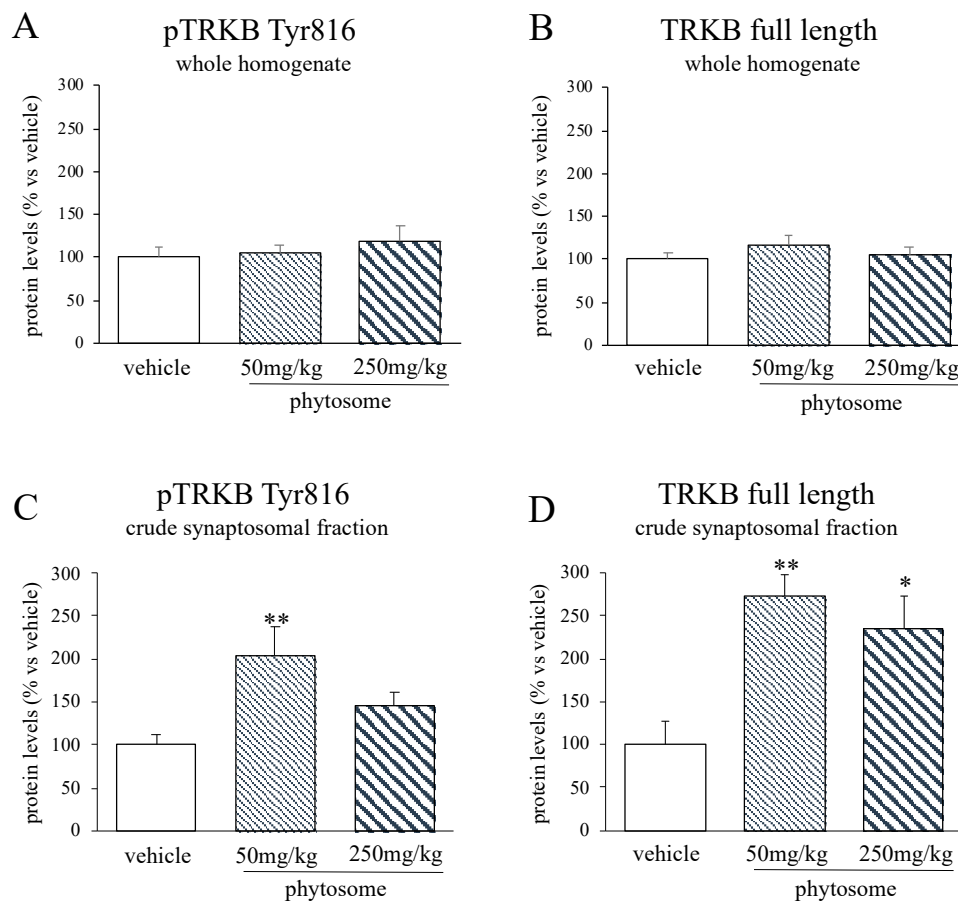 A
pTRKB Tyr816
whole homogenate
protein levels (% vs vehicle)
300
250
200
150
100
50
0
vehicle
50mg/kg
250mg/kg
phytosome
B
TRKB full length
whole homogenate
protein levels (% vs vehicle)
300
250
200
150
100
50
0
vehicle
50mg/kg
250mg/kg
phytosome
C
pTRKB Tyr816
crude synaptosomal fraction
protein levels (% vs vehicle)
300
250
200
150
100
50
0
**
vehicle
50mg/kg
250mg/kg
phytosome
D
TRKB full length
crude synaptosomal fraction
protein levels (% vs vehicle)
300
250
200
150
100
50
0
**
*
vehicle
50mg/kg
250mg/kg
phytosome